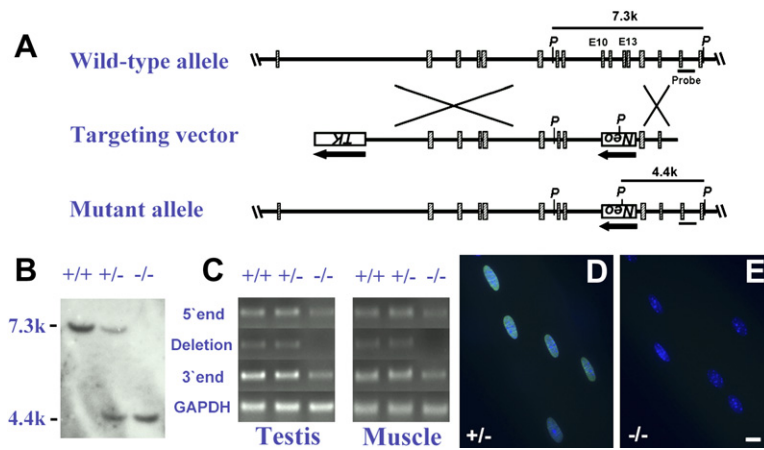 A
7.3k
P
E10
E13
P
Wild-type allele
Probe
Targeting vector
TK
P
P
Neo
4.4k
Mutant allele
P
P
P
Neo
B
+/+ +/- -/-
7.3k
4.4k
C
+/+ +/- -/-
+/+ +/- -/-
5`end
Deletion
3`end
GAPDH
Testis
Muscle
D
+/-
E
-/-